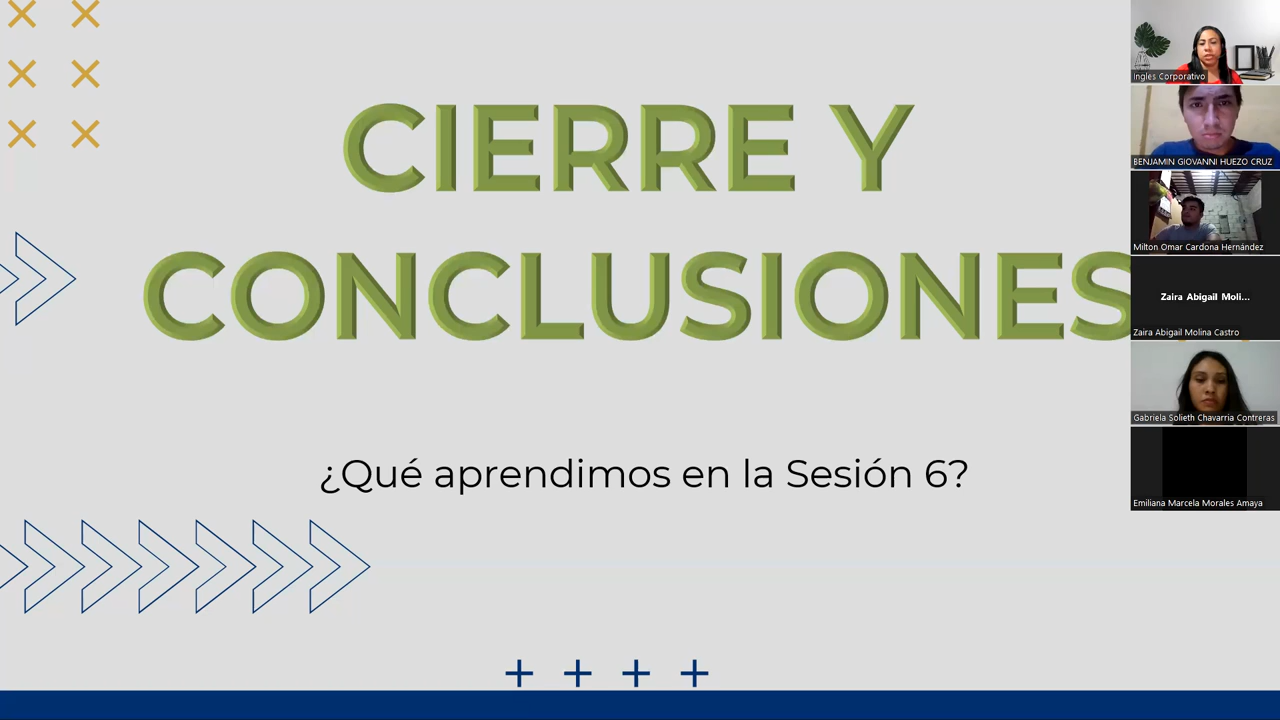 CIERRE Y
CONCLUSIONES
¿Qué aprendimos en la Sesión 6?
Ingles Corporativo
BENJAMIN GIOVANNI HUEZO CRUZ
Milton Omar Cardona Hernández
Zaira Abigail Moli...
Zaira Abigail Molina Castro
Gabriela Solieth Chavarria Contreras
Emiliana Marcela Morales Amaya